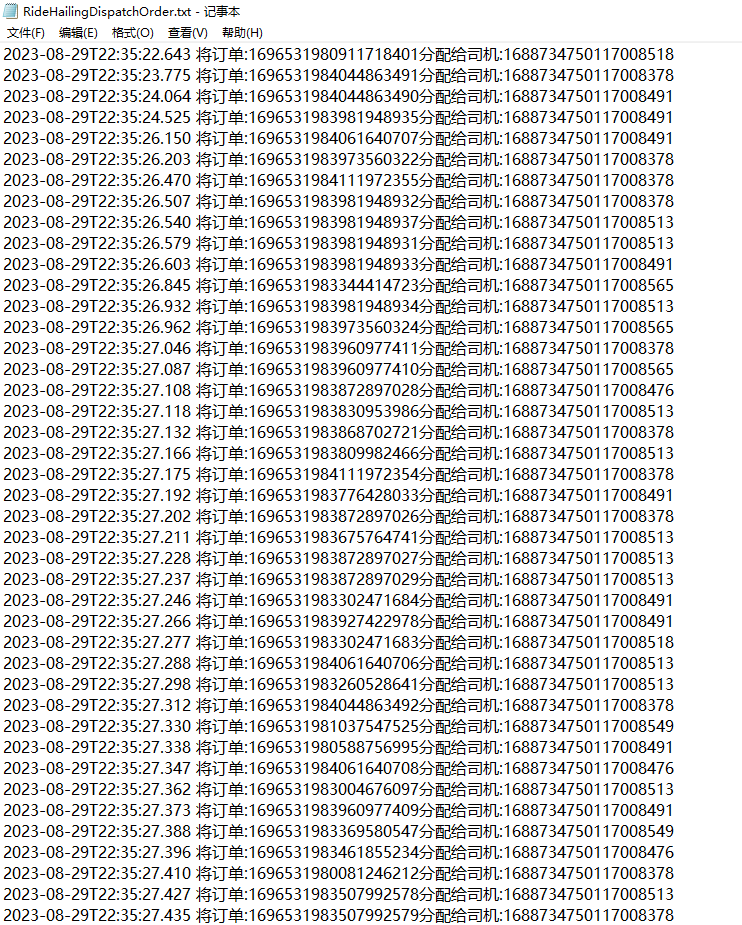 RideHailingDispatchOrder.txt - 记事本
文件(F) 编辑(E) 格式(O) 查看(V) 帮助(H)
2023-08-29T22:35:22.643 将订单:1696531980911718401分配给司机:1688734750117008518
2023-08-29T22:35:23.775 将订单:1696531984044863491分配给司机:1688734750117008378
2023-08-29T22:35:24.064 将订单:1696531984044863490分配给司机:1688734750117008491
2023-08-29T22:35:24.525 将订单:1696531983981948935分配给司机:1688734750117008491
2023-08-29T22:35:26.150 将订单:1696531984061640707分配给司机:1688734750117008491
2023-08-29T22:35:26.203 将订单:1696531983973560322分配给司机:1688734750117008378
2023-08-29T22:35:26.470 将订单:1696531984111972355分配给司机:1688734750117008378
2023-08-29T22:35:26.507 将订单:1696531983981948932分配给司机:1688734750117008378
2023-08-29T22:35:26.540 将订单:1696531983981948937分配给司机:1688734750117008513
2023-08-29T22:35:26.579 将订单:1696531983981948931分配给司机:1688734750117008513
2023-08-29T22:35:26.603 将订单:1696531983981948933分配给司机:1688734750117008491
2023-08-29T22:35:26.845 将订单:1696531983344414723分配给司机:1688734750117008565
2023-08-29T22:35:26.932 将订单:1696531983981948934分配给司机:1688734750117008513
2023-08-29T22:35:26.962 将订单:1696531983973560324分配给司机:1688734750117008565
2023-08-29T22:35:27.046 将订单:1696531983960977411分配给司机:1688734750117008378
2023-08-29T22:35:27.087 将订单:1696531983960977410分配给司机:1688734750117008565
2023-08-29T22:35:27.108 将订单:1696531983872897028分配给司机:1688734750117008476
2023-08-29T22:35:27.118 将订单:1696531983830953986分配给司机:1688734750117008513
2023-08-29T22:35:27.132 将订单:1696531983868702721分配给司机:1688734750117008378
2023-08-29T22:35:27.166 将订单:1696531983809982466分配给司机:1688734750117008513
2023-08-29T22:35:27.175 将订单:1696531984111972354分配给司机:1688734750117008378
2023-08-29T22:35:27.192 将订单:1696531983776428033分配给司机:1688734750117008491
2023-08-29T22:35:27.202 将订单:1696531983872897026分配给司机:1688734750117008378
2023-08-29T22:35:27.211 将订单:1696531983675764741分配给司机:1688734750117008513
2023-08-29T22:35:27.228 将订单:1696531983872897027分配给司机:1688734750117008513
2023-08-29T22:35:27.237 将订单:1696531983872897029分配给司机:1688734750117008513
2023-08-29T22:35:27.246 将订单:1696531983302471684分配给司机:1688734750117008491
2023-08-29T22:35:27.266 将订单:1696531983927422978分配给司机:1688734750117008491
2023-08-29T22:35:27.277 将订单:1696531983302471683分配给司机:1688734750117008518
2023-08-29T22:35:27.288 将订单:1696531984061640706分配给司机:1688734750117008513
2023-08-29T22:35:27.298 将订单:1696531983260528641分配给司机:1688734750117008513
2023-08-29T22:35:27.312 将订单:1696531984044863492分配给司机:1688734750117008378
2023-08-29T22:35:27.330 将订单:1696531981037547525分配给司机:1688734750117008549
2023-08-29T22:35:27.338 将订单:1696531980588756995分配给司机:1688734750117008491
2023-08-29T22:35:27.347 将订单:1696531984061640708分配给司机:1688734750117008476
2023-08-29T22:35:27.362 将订单:1696531983004676097分配给司机:1688734750117008513
2023-08-29T22:35:27.373 将订单:1696531983960977409分配给司机:1688734750117008491
2023-08-29T22:35:27.388 将订单:1696531983369580547分配给司机:1688734750117008549
2023-08-29T22:35:27.396 将订单:1696531983461855234分配给司机:1688734750117008476
2023-08-29T22:35:27.410 将订单:1696531980081246212分配给司机:1688734750117008378
2023-08-29T22:35:27.427 将订单:1696531983507992578分配给司机:1688734750117008513
2023-08-29T22:35:27.435 将订单:1696531983507992579分配给司机:1688734750117008378